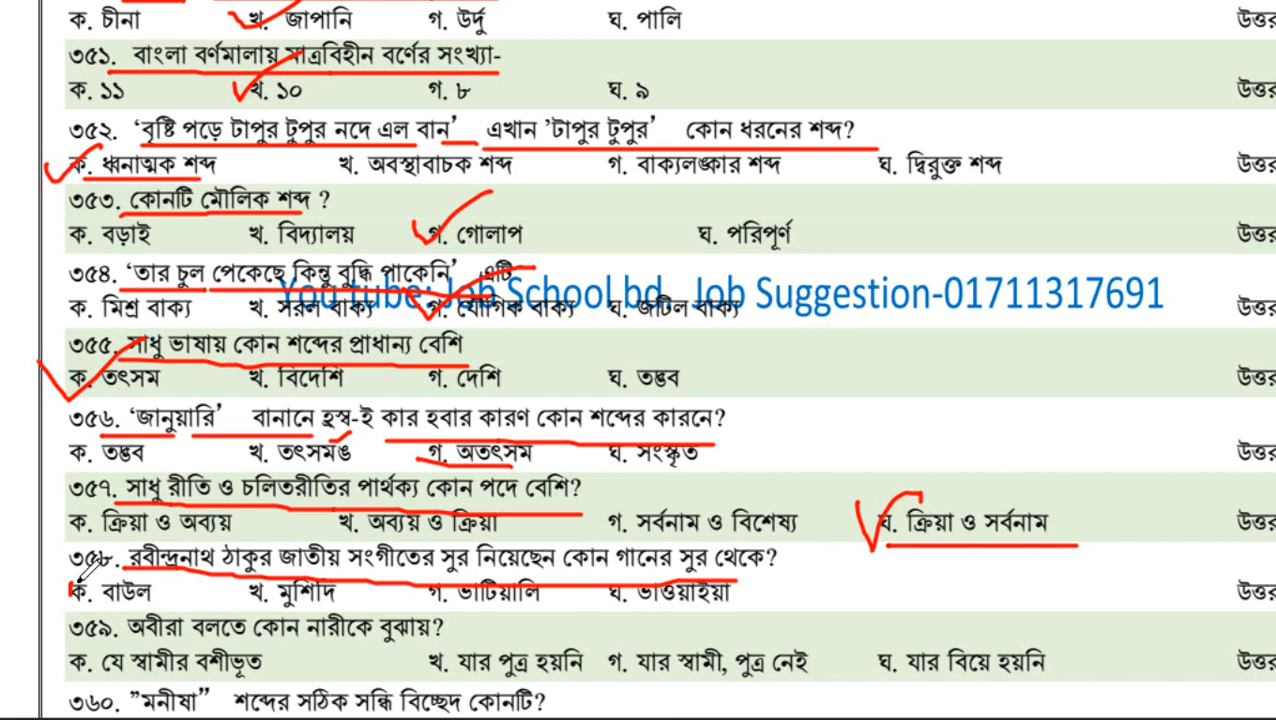 ক. চীনা খ. জাপানি গ. উর্দু ঘ. পালি উত্তর
৩৫১. বাংলা বর্ণমালায় মাত্রবিহীন বর্ণের সংখ্যা-
ক. ১১ খ. ১০ গ. ৮ ঘ. ৯ উত্তর
৩৫২. ‘বৃষ্টি পড়ে টাপুর টুপুর নদে এল বান’ এখান ’টাপুর টুপুর’ কোন ধরনের শব্দ?
ক. ধ্বনাত্মক শব্দ খ. অবস্থাবাচক শব্দ গ. বাক্যলঙ্কার শব্দ ঘ. দ্বিরুক্ত শব্দ উত্তর
৩৫৩. কোনটি মৌলিক শব্দ ?
ক. বড়াই খ. বিদ্যালয় গ. গোলাপ ঘ. পরিপূর্ণ উত্তর
৩৫৪. ‘তার চুল পেকেছে কিন্তু বুদ্ধি পাকেনি’ এটি
You tube: Job School bd. Job Suggestion-01711317691
ক. মিশ্র বাক্য খ. সরল বাক্য গ. যৌগিক বাক্য ঘ. জটিল বাক্য উত্তর
৩৫৫. সাধু ভাষায় কোন শব্দের প্রাধান্য বেশি
ক. তৎসম খ. বিদেশি গ. দেশি ঘ. তদ্ভব উত্তর
৩৫৬. ‘জানুয়ারি’ বানানে হ্রস্ব-ই কার হবার কারণ কোন শব্দের কারনে?
ক. তদ্ভব খ. তৎসমঙ গ. অতৎসম ঘ. সংস্কৃত উত্তর
৩৫৭. সাধু রীতি ও চলিতরীতির পার্থক্য কোন পদে বেশি?
ক. ক্রিয়া ও অব্যয় খ. অব্যয় ও ক্রিয়া গ. সর্বনাম ও বিশেষ্য ঘ. ক্রিয়া ও সর্বনাম উত্তর
৩৫৮. রবীন্দ্রনাথ ঠাকুর জাতীয় সংগীতের সুর নিয়েছেন কোন গানের সুর থেকে?
ক. বাউল খ. মুর্শিদি গ. ভাটিয়ালি ঘ. ভাওয়াইয়া উত্তর
৩৫৯. অবীরা বলতে কোন নারীকে বুঝায়?
ক. যে স্বামীর বশীভূত খ. যার পুত্র হয়নি গ. যার স্বামী, পুত্র নেই ঘ. যার বিয়ে হয়নি উত্তর
৩৬০. ”মনীষা” শব্দের সঠিক সন্ধি বিচ্ছেদ কোনটি?